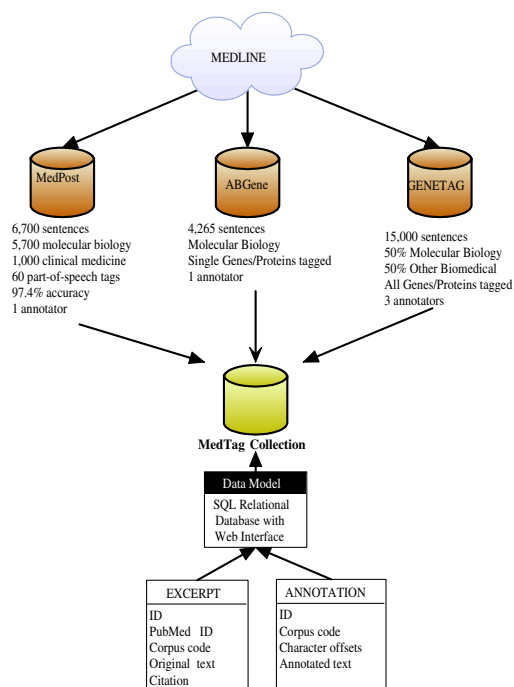 MEDLINE
MedPost
6,700 sentences
5,700 molecular biology
1,000 clinical medicine
60 part-of-speech tags
97.4% accuracy
1 annotator
ABGene
4,265 sentences
Molecular Biology
Single Genes/Proteins tagged
1 annotator
GENETAG
15,000 sentences
50% Molecular Biology
50% Other Biomedical
All Genes/Proteins tagged
3 annotators
MedTag Collection
Data Model
SQL Relational
Database with
Web Interface
EXCERPT
ID
PubMed ID
Corpus code
Original text
Citation
ANNOTATION
ID
Corpus code
Character offsets
Annotated text